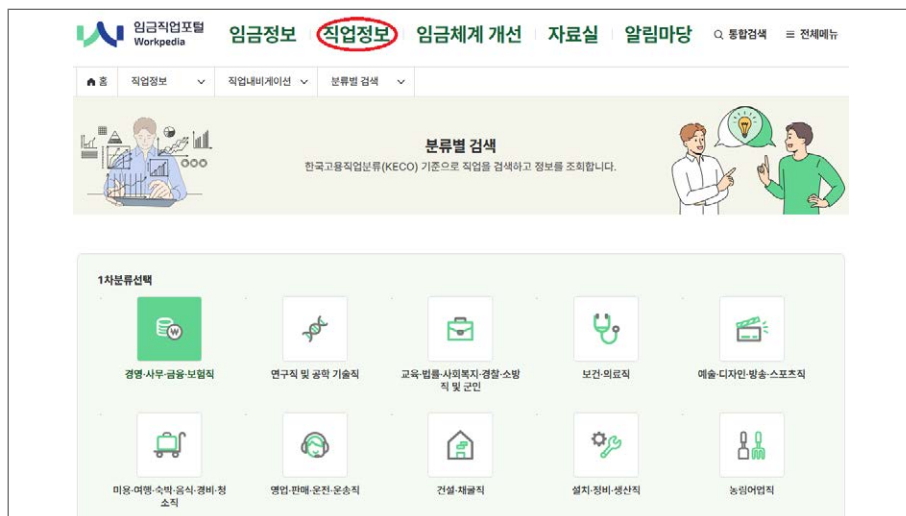 임금직업포털
Workpedia
임금정보 직업정보 임금체계 개선 자료실 알림마당 통합검색 전체메뉴
홈 직업정보 직업내비게이션 분류별 검색
분류별 검색
한국고용직업분류(KECO) 기준으로 직업을 검색하고 정보를 조회합니다.
1차분류선택
경영·사무·금융·보험직
연구직 및 공학 기술직
교육·법률·사회복지·경찰·소방
직 및 군인
보건·의료직
예술·디자인·방송·스포츠직
미용·여행·숙박·음식·경비·청
소직
영업·판매·운전·운송직
건설·채굴직
설치·정비·생산직
농림어업직